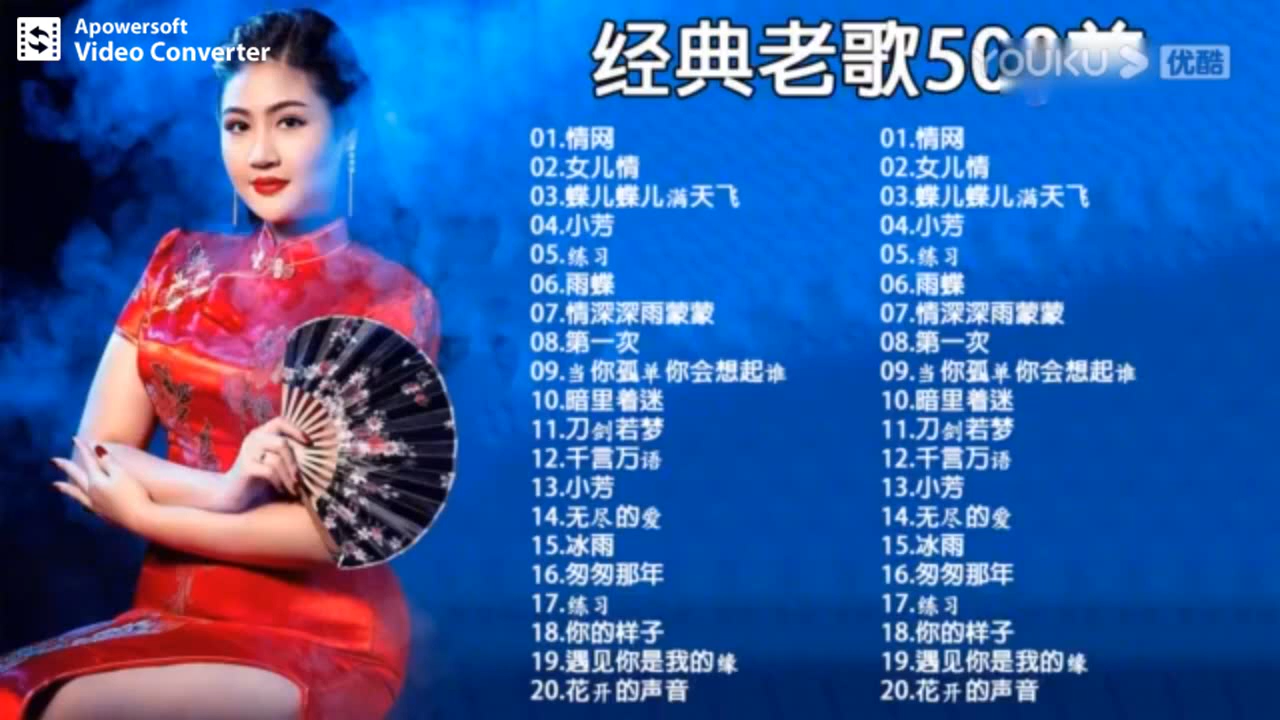 Apowersoft
Video Converter
经典老歌500首
YOUKU 优酷
01.情网
02.女儿情
03.蝶儿蝶儿满天飞
04.小芳
05.练习
06.雨蝶
07.情深深雨蒙蒙
08.第一次
09.当你孤单你会想起谁
10.暗里着迷
11.刀剑若梦
12.千言万语
13.小芳
14.无尽的爱
15.冰雨
16.匆匆那年
17.练习
18.你的样子
19.遇见你是我的缘
20.花开的声音
01.情网
02.女儿情
03.蝶儿蝶儿满天飞
04.小芳
05.练习
06.雨蝶
07.情深深雨蒙蒙
08.第一次
09.当你孤单你会想起谁
10.暗里着迷
11.刀剑若梦
12.千言万语
13.小芳
14.无尽的爱
15.冰雨
16.匆匆那年
17.练习
18.你的样子
19.遇见你是我的缘
20.花开的声音